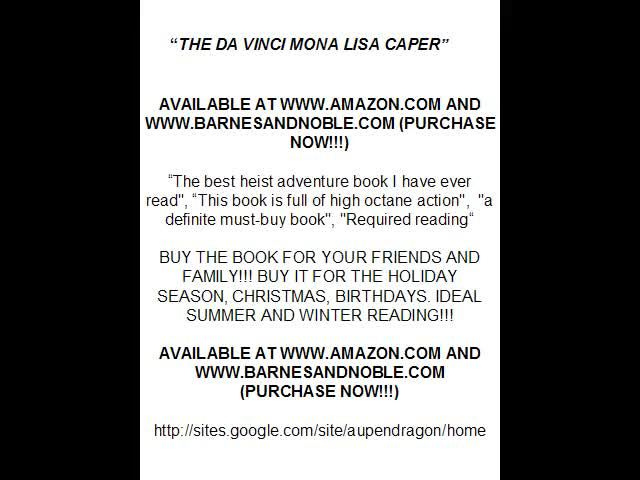 “THE DA VINCI MONA LISA CAPER”
AVAILABLE AT WWW.AMAZON.COM AND
WWW.BARNESANDNOBLE.COM (PURCHASE
NOW!!!)
“The best heist adventure book I have ever
read", “This book is full of high octane action", "a
definite must-buy book", "Required reading“
BUY THE BOOK FOR YOUR FRIENDS AND
FAMILY!!! BUY IT FOR THE HOLIDAY
SEASON, CHRISTMAS, BIRTHDAYS. IDEAL
SUMMER AND WINTER READING!!!
AVAILABLE AT WWW.AMAZON.COM AND
WWW.BARNESANDNOBLE.COM
(PURCHASE NOW!!!)
http://sites.google.com/site/aupendragon/home